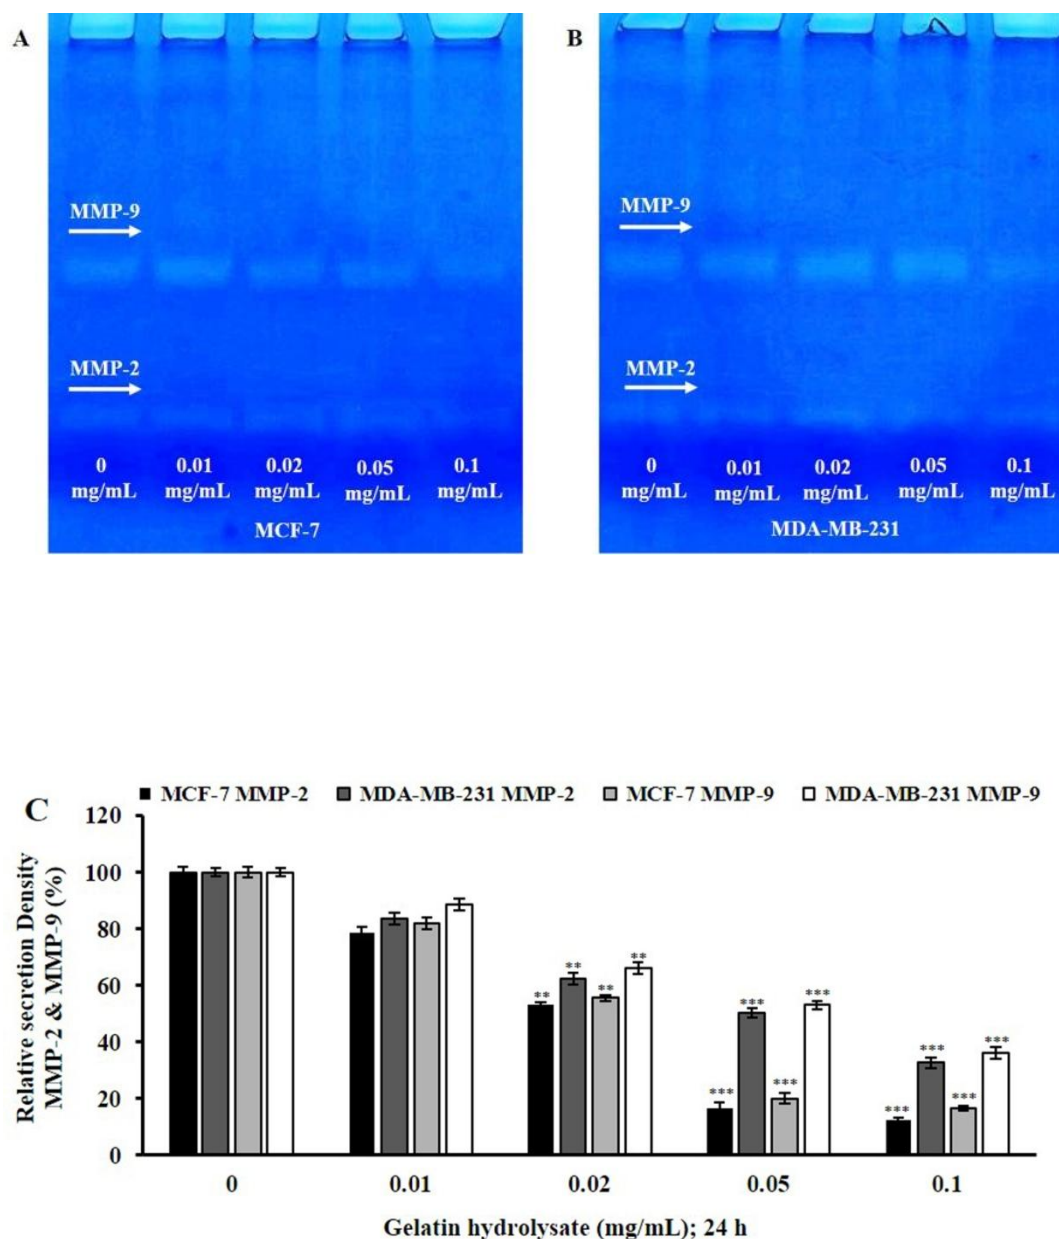 A
B
MMP-9
MMP-9
MMP-2
MMP-2
0 0.01 0.02 0.05 0.1
mg/mL mg/mL mg/mL mg/mL mg/mL
MCF-7
0 0.01 0.02 0.05 0.1
mg/mL mg/mL mg/mL mg/mL mg/mL
MDA-MB-231
C
MCF-7 MMP-2 MDA-MB-231 MMP-2 MCF-7 MMP-9 MDA-MB-231 MMP-9
Relative secretion Density
MMP-2 & MMP-9 (%)
120
100
80
60
40
20
0
** ** ** **
*** *** *** ***
*** *** *** ***
0 0.01 0.02 0.05 0.1
Gelatin hydrolysate (mg/mL); 24 h